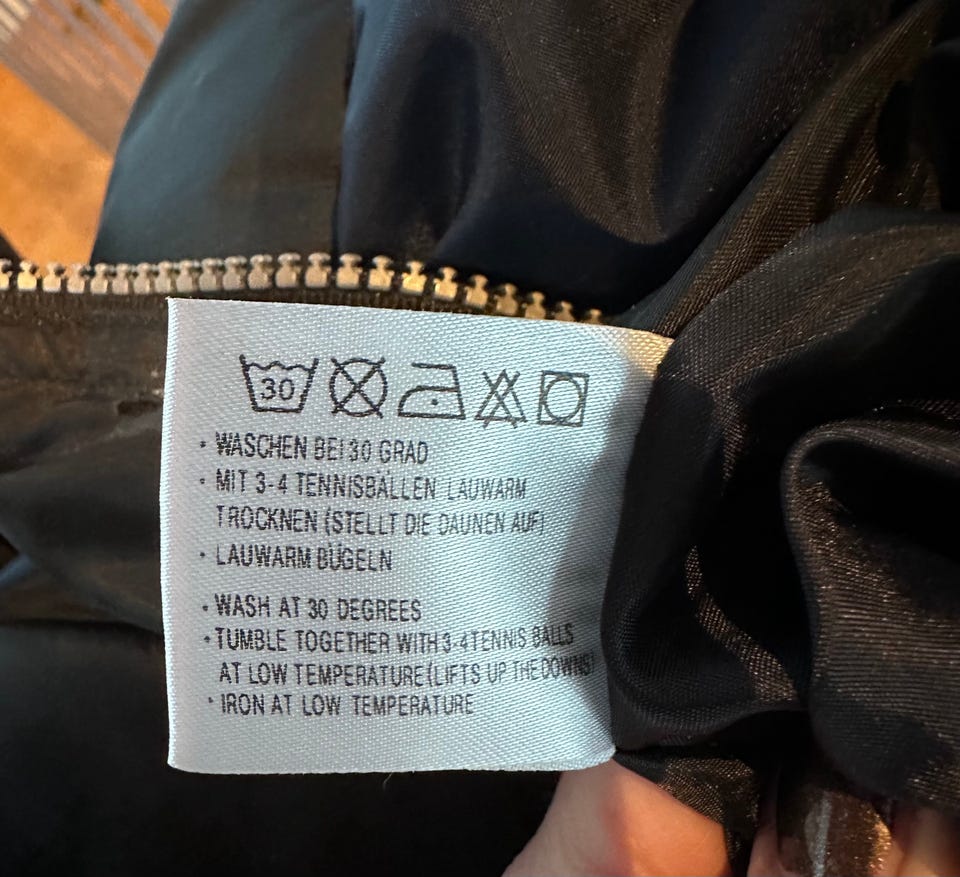 30
• WASCHEN BEI 30 GRAD
• MIT 3-4 TENNISBÄLLEN LAUWARM
TROCKNEN (STELLT DIE DAUNEN AUF)
• LAUWARM BÜGELN
• WASH AT 30 DEGREES
• TUMBLE TOGETHER WITH 3-4 TENNIS BALLS
AT LOW TEMPERATURE (LIFTS UP THE DOWNS)
• IRON AT LOW TEMPERATURE